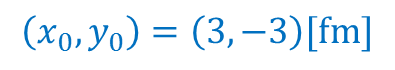 (x₀, y₀) = (3, −3)[fm]